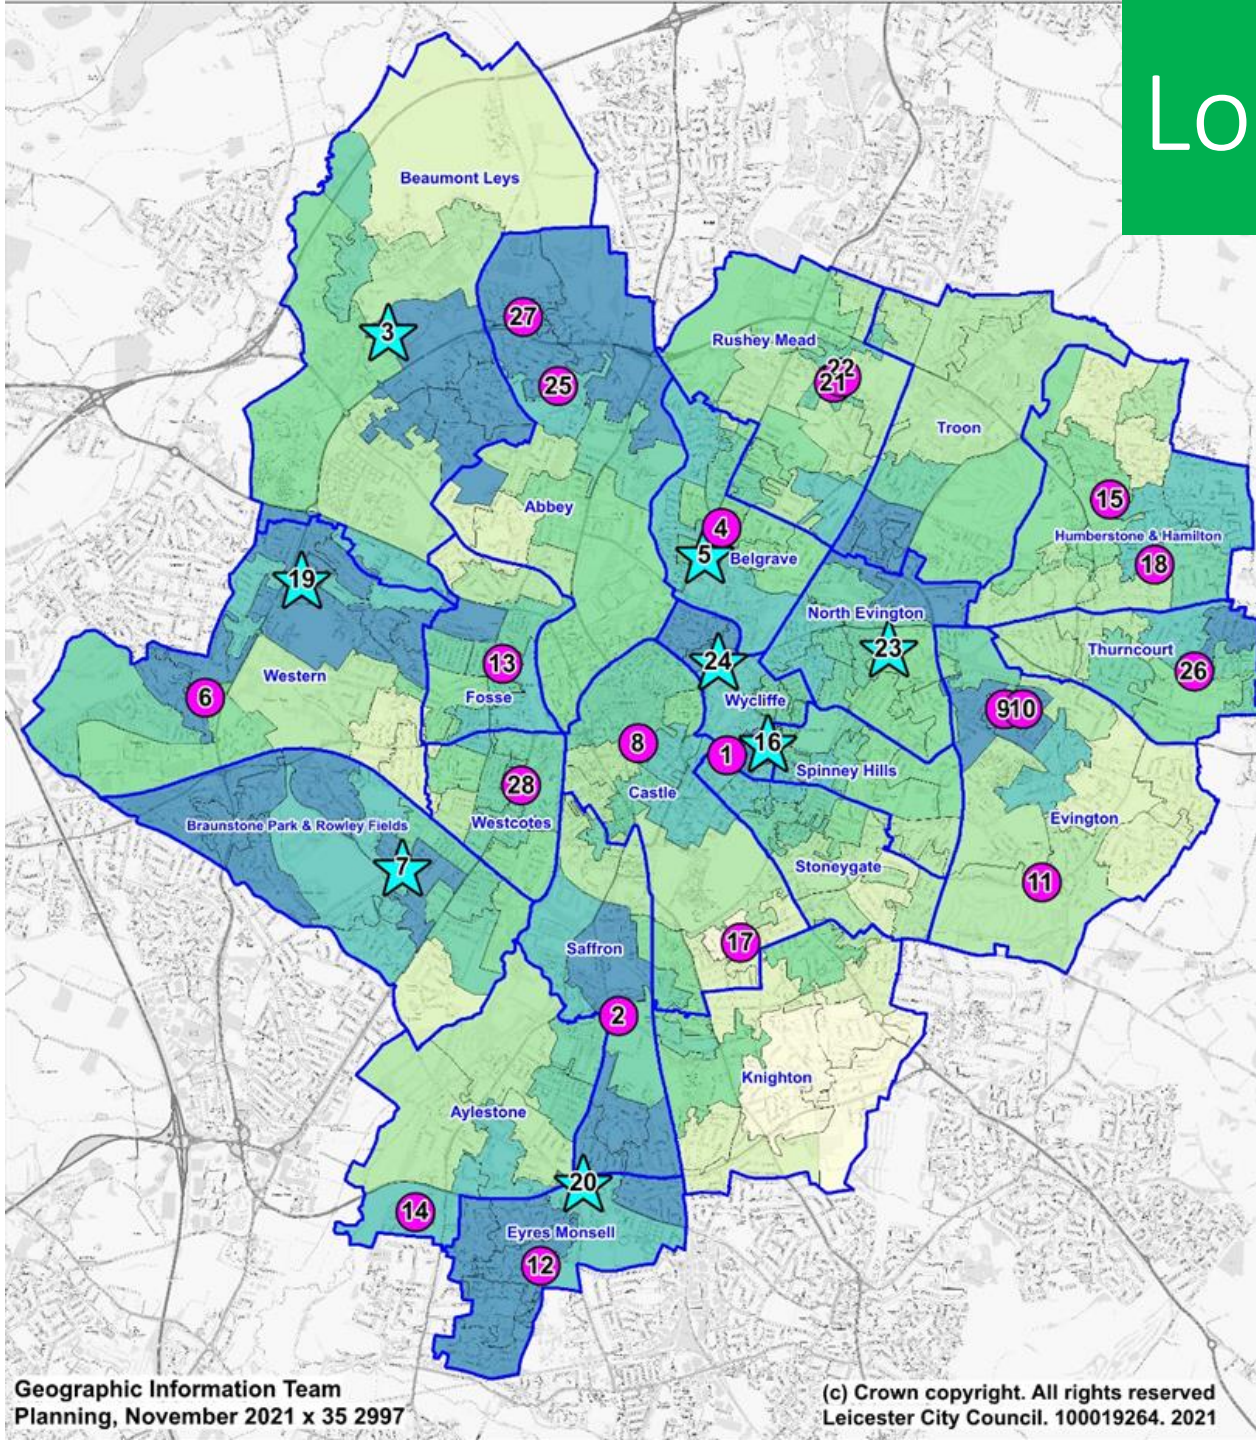 Lo
Beaumont Leys
3
27
25
Rushey Mead
22
21
Troon
Abbey
15
4
Humberstone & Hamilton
5
Belgrave
18
19
North Evington
23
Thurncourt
24
26
13
Western
6
Fosse
Wycliffe
910
8
1
16
Spinney Hills
28
Castle
Westcotes
Braunstone Park & Rowley Fields
Evington
7
Stoneygate
11
17
Saffron
2
Knighton
Aylestone
20
14
Eyres Monsell
12
Geographic Information Team
Planning, November 2021 x 35 2997
(c) Crown copyright. All rights reserved
Leicester City Council. 100019264. 2021